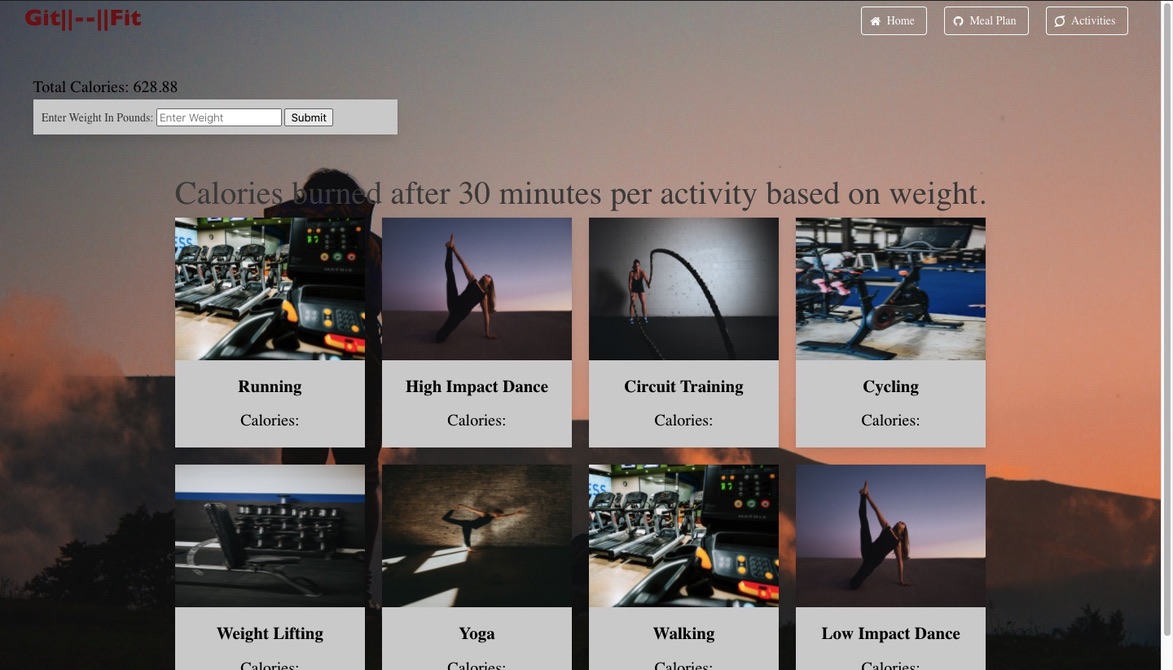 Git||--||Fit
Home
Meal Plan
Activities
Total Calories: 628.88
Enter Weight In Pounds: Enter Weight Submit
Calories burned after 30 minutes per activity based on weight.
Running
Calories:
High Impact Dance
Calories:
Circuit Training
Calories:
Cycling
Calories:
Weight Lifting
Calories:
Yoga
Calories:
Walking
Calories:
Low Impact Dance
Calories: